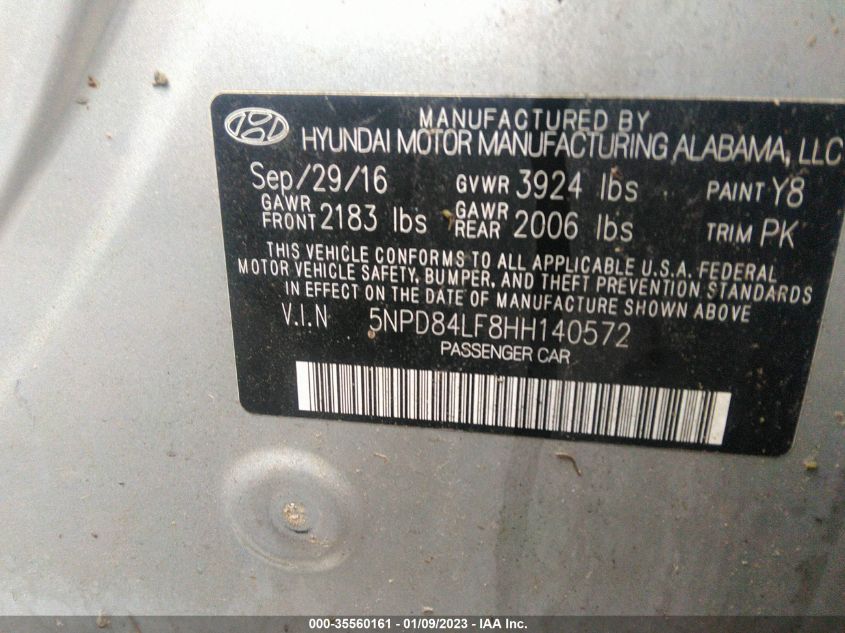 MANUFACTURED BY
HYUNDAI MOTOR MANUFACTURING ALABAMA, LLC
Sep/29/16 GVWR 3924 lbs PAINT Y8
GAWR FRONT 2183 lbs GAWR REAR 2006 lbs TRIM PK
THIS VEHICLE CONFORMS TO ALL APPLICABLE U.S.A. FEDERAL
MOTOR VEHICLE SAFETY, BUMPER, AND THEFT PREVENTION STANDARDS
IN EFFECT ON THE DATE OF MANUFACTURE SHOWN ABOVE
V.I.N 5NPD84LF8HH140572
PASSENGER CAR
000-35560161 - 01/09/2023 - IAA Inc.